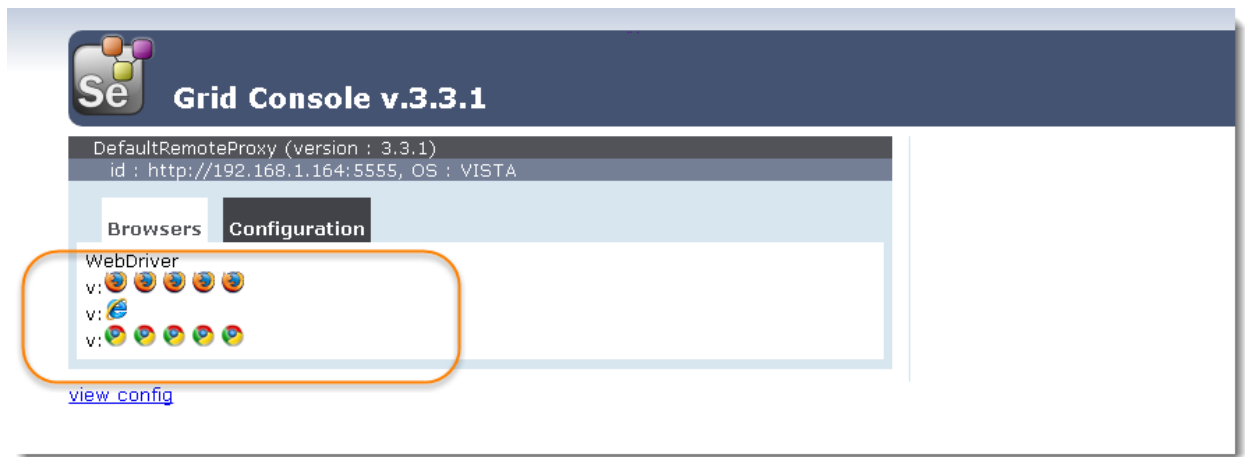 Se
Grid Console v.3.3.1
DefaultRemoteProxy (version : 3.3.1)
id : http://192.168.1.164:5555, OS : VISTA
Browsers Configuration
WebDriver
v:
v:
v:
view config